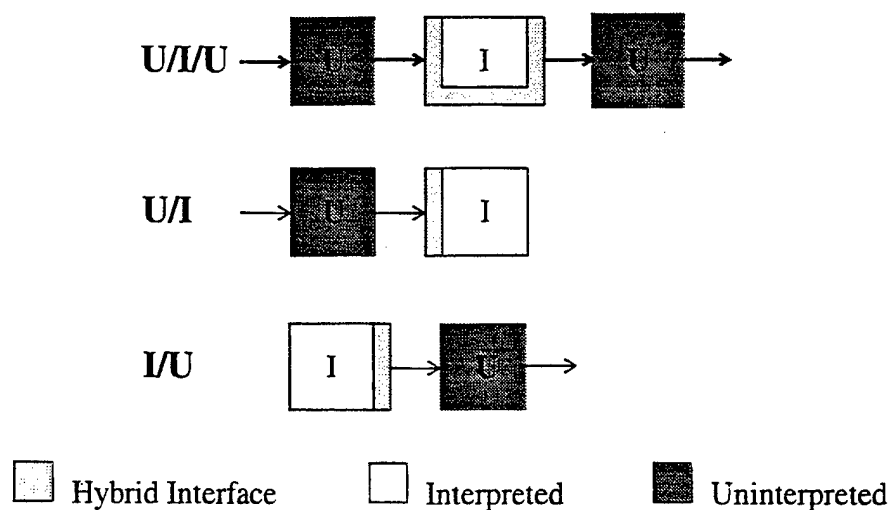 U/I/U U I U
U/I U I
I/U I U
Hybrid Interface Interpreted Uninterpreted